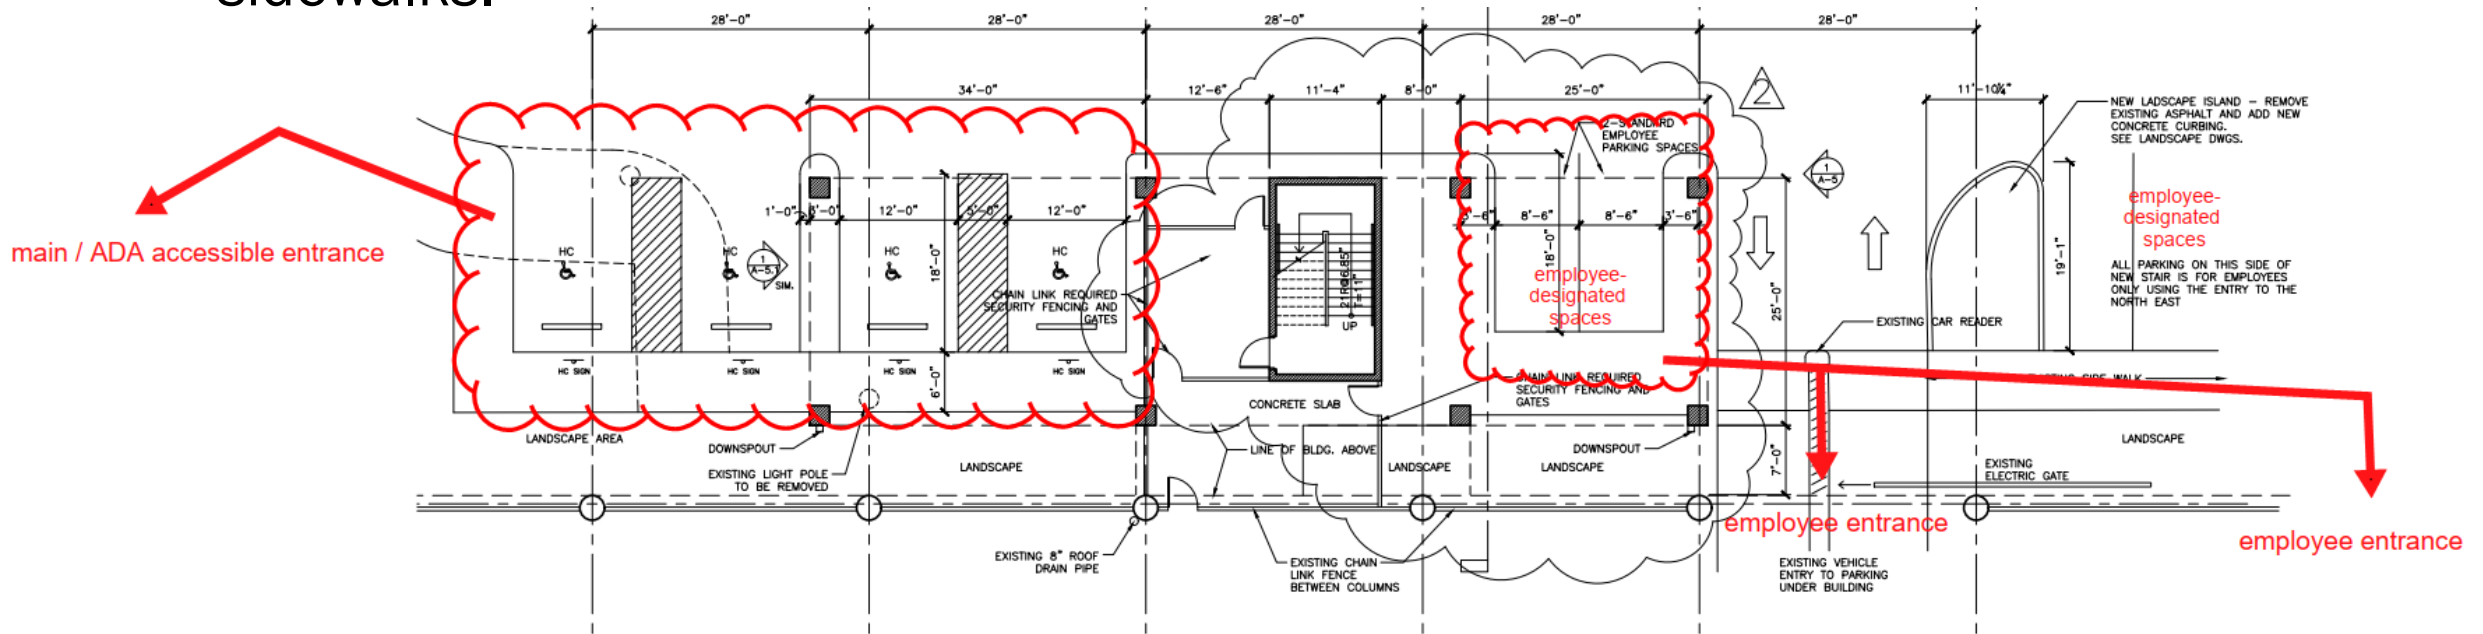 sidewalks.
28'-0"
28'-0"
28'-0"
28'-0"
28'-0"
34'-0"
12'-6"
11'-4"
8'-0"
25'-0"
11'-10¼"
2
2-STANDARD
EMPLOYEE
PARKING SPACES
NEW LADSCAPE ISLAND – REMOVE
EXISTING ASPHALT AND ADD NEW
CONCRETE CURBING.
SEE LANDSCAPE DWGS.
1
A-5
main / ADA accessible entrance
1'-0"
12'-0"
5'-0"
12'-0"
8'-6"
8'-6"
3'-6"
employee-
designated
spaces
HC
HC
HC
HC
1
A-5.1
SIM.
18'-0"
18'-0"
19'-1"
25'-0"
ALL PARKING ON THIS SIDE OF
NEW STAIR IS FOR EMPLOYEES
ONLY USING THE ENTRY TO THE
NORTH EAST
CHAIN LINK REQUIRED
SECURITY FENCING AND
GATES
UP
employee-
designated
spaces
EXISTING CAR READER
HC SIGN
HC SIGN
HC SIGN
HC SIGN
6'-0"
CHAIN LINK REQUIRED
SECURITY FENCING AND
GATES
SIDE WALK
CONCRETE SLAB
LANDSCAPE AREA
DOWNSPOUT
LINE OF BLDG. ABOVE
DOWNSPOUT
LANDSCAPE
EXISTING LIGHT POLE
TO BE REMOVED
LANDSCAPE
LANDSCAPE
LANDSCAPE
7'-0"
EXISTING
ELECTRIC GATE
employee entrance
employee entrance
EXISTING 8" ROOF
DRAIN PIPE
EXISTING CHAIN
LINK FENCE
BETWEEN COLUMNS
EXISTING VEHICLE
ENTRY TO PARKING
UNDER BUILDING